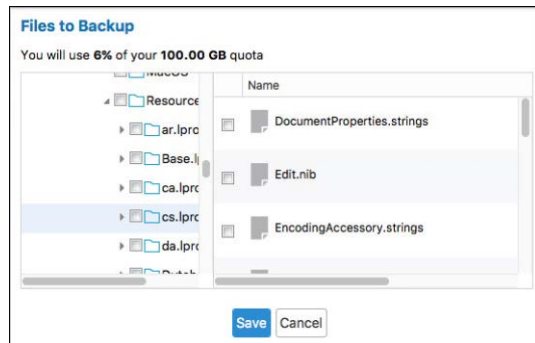 Files to Backup
You will use 6% of your 100.00 GB quota
MacOS
Resource
ar.lpro
Base.l
ca.lpro
cs.lpro
da.lpro
Name
DocumentProperties.strings
Edit.nib
EncodingAccessory.strings
Save
Cancel